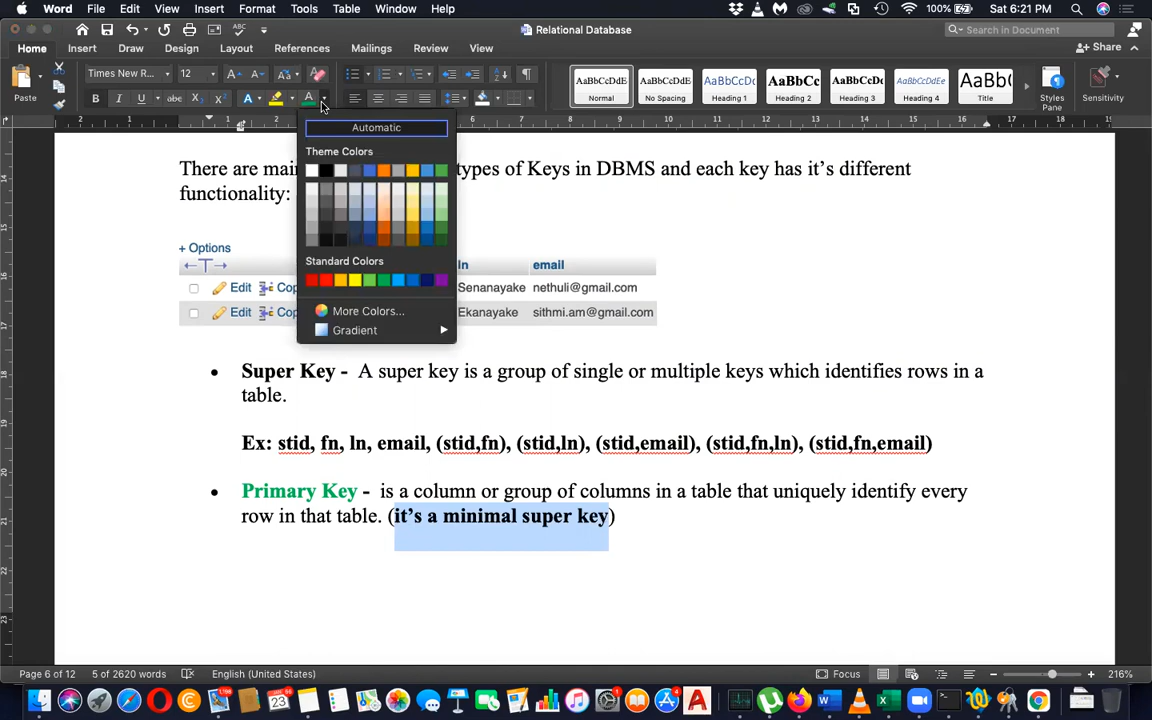 Word File Edit View Insert Format Tools Table Window Help 100% Sat 6:21 PM
Relational Database
Search in Document
Home Insert Draw Design Layout References Mailings Review View Share
Paste
Times New R... 12
AaBbCcDdE AaBbCcDdE AaBbCcDc AaBbCcDc AaBbCcDdEe AaBbC
Normal No Spacing Heading 1 Heading 2 Heading 4 Title
Styles Pane
Sensitivity
Automatic
Theme Colors
Standard Colors
More Colors...
Gradient
There are mai types of Keys in DBMS and each key has it's different
functionality:
+ Options
ln email
Edit Cop Senanayake nethuli@gmail.com
Edit Cop Ekanayake sithmi.am@gmail.com
• Super Key - A super key is a group of single or multiple keys which identifies rows in a
table.
Ex: stid, fn, ln, email, (stid,fn), (stid,ln), (stid,email), (stid,fn,ln), (stid,fn,email)
• Primary Key - is a column or group of columns in a table that uniquely identify every
row in that table. (it's a minimal super key)
Page 6 of 12 5 of 2620 words English (United States) Focus 216%